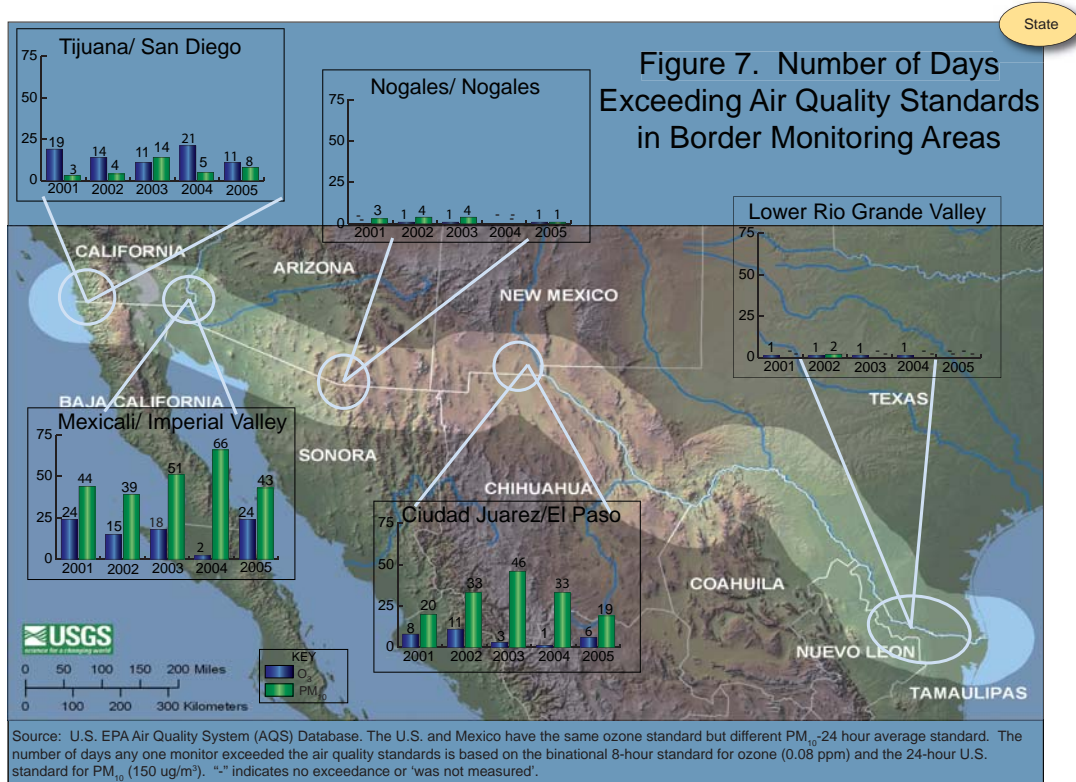 State
Figure 7. Number of Days
Exceeding Air Quality Standards
in Border Monitoring Areas
Tijuana/ San Diego
75
50
25
0
19
3
14
4
11
14
21
5
11
8
2001 2002 2003 2004 2005
Nogales/ Nogales
75
50
25
0
- 3
1 4
1 4
- -
1 1
2001 2002 2003 2004 2005
Lower Rio Grande Valley
75
50
25
0
1 -
1 2
1 - -
1 -
- - -
2001 2002 2003 2004 2005
CALIFORNIA
ARIZONA
NEW MEXICO
TEXAS
BAJA CALIFORNIA
SONORA
CHIHUAHUA
COAHUILA
NUEVO LEON
TAMAULIPAS
Mexicali/ Imperial Valley
75
50
25
0
24
44
15
39
18
51
2
66
24
43
2001 2002 2003 2004 2005
Ciudad Juarez/El Paso
75
50
25
0
8
20
11
33
3
46
1
33
6
19
2001 2002 2003 2004 2005
USGS
science for a changing world
0 50 100 150 200 Miles
0 100 200 300 Kilometers
KEY
O3
PM10
Source: U.S. EPA Air Quality System (AQS) Database. The U.S. and Mexico have the same ozone standard but different PM10-24 hour average standard. The
number of days any one monitor exceeded the air quality standards is based on the binational 8-hour standard for ozone (0.08 ppm) and the 24-hour U.S.
standard for PM10 (150 ug/m³). “-” indicates no exceedance or ‘was not measured’.